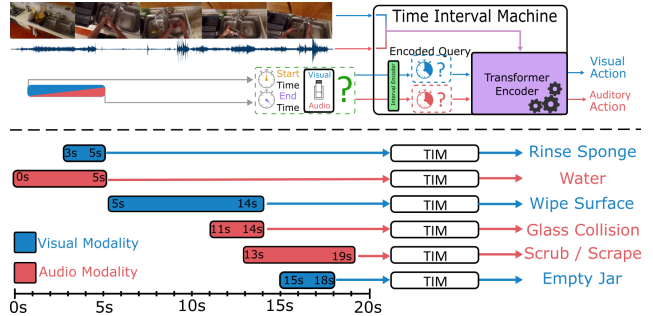 Time Interval Machine
Encoded Query
Start
Time
End
Time
Visual
Audio
?
Interval Encoder
?
?
Transformer
Encoder
Visual
Action
Auditory
Action
3s 5s
TIM
Rinse Sponge
0s 5s
TIM
Water
5s 14s
TIM
Wipe Surface
11s 14s
TIM
Glass Collision
13s 19s
TIM
Scrub / Scrape
15s 18s
TIM
Empty Jar
Visual Modality
Audio Modality
0s 5s 10s 15s 20s